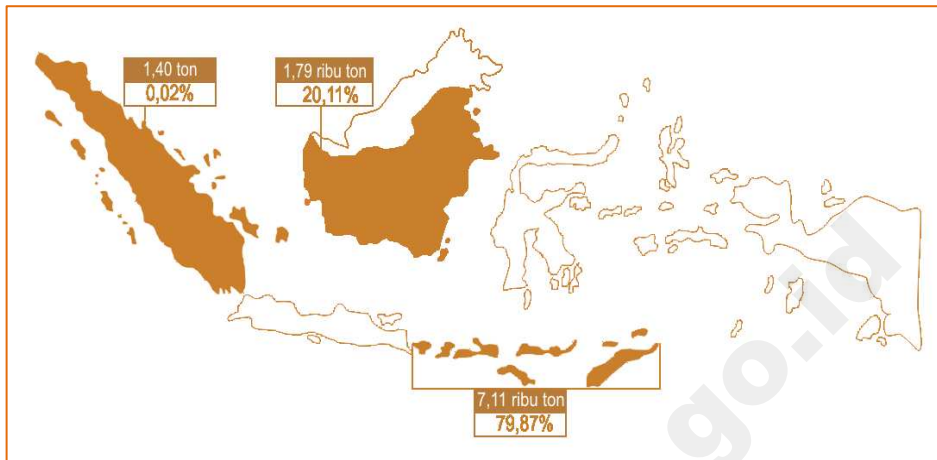 1,40 ton
0,02%
1,79 ribu ton
20,11%
7,11 ribu ton
79,87%
go.id